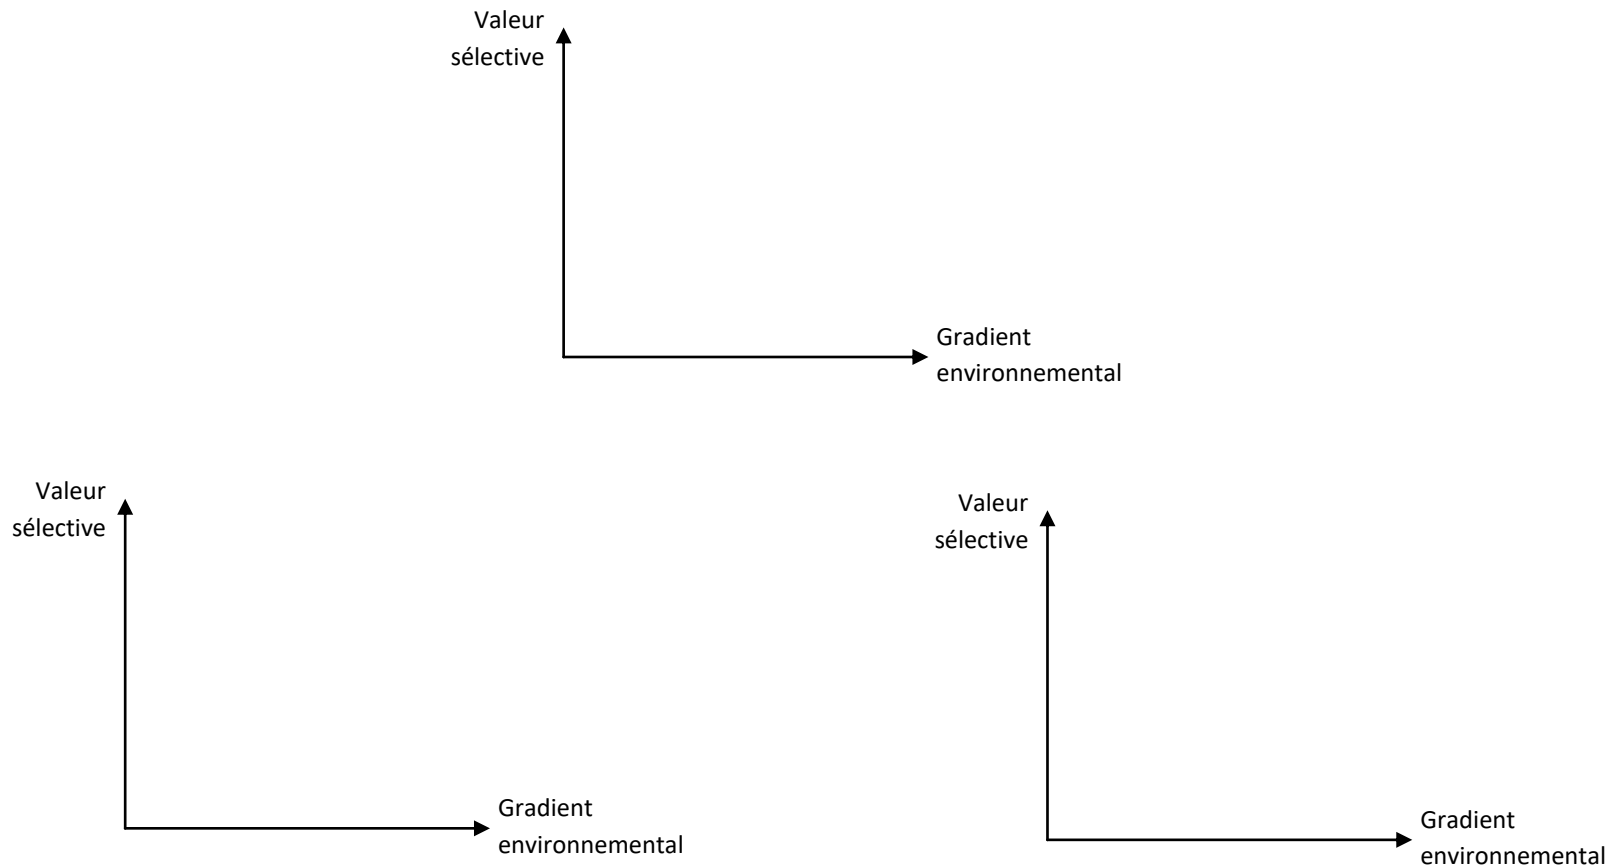 Valeur
sélective
Gradient
environnemental
Valeur
sélective
Gradient
environnemental
Valeur
sélective
Gradient
environnemental